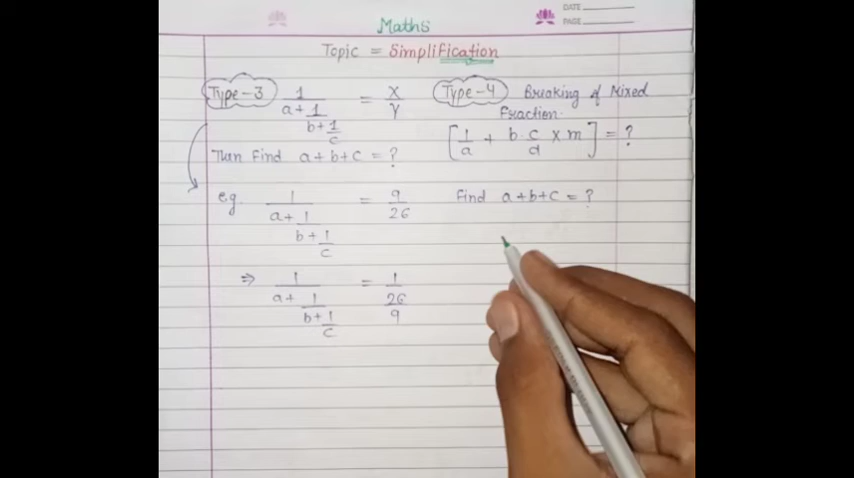 DATE
PAGE
Maths
Topic = Simplification
Type-3 1/(a+1/(b+1/c)) = X/Y
Type-4 Breaking of Mixed Fraction.
[1/a + b c/d × m] = ?
Then Find a+b+c = ?
e.g. 1/(a+1/(b+1/c)) = 9/26 Find a+b+c = ?
⇒ 1/(a+1/(b+1/c)) = 1/(26/9)